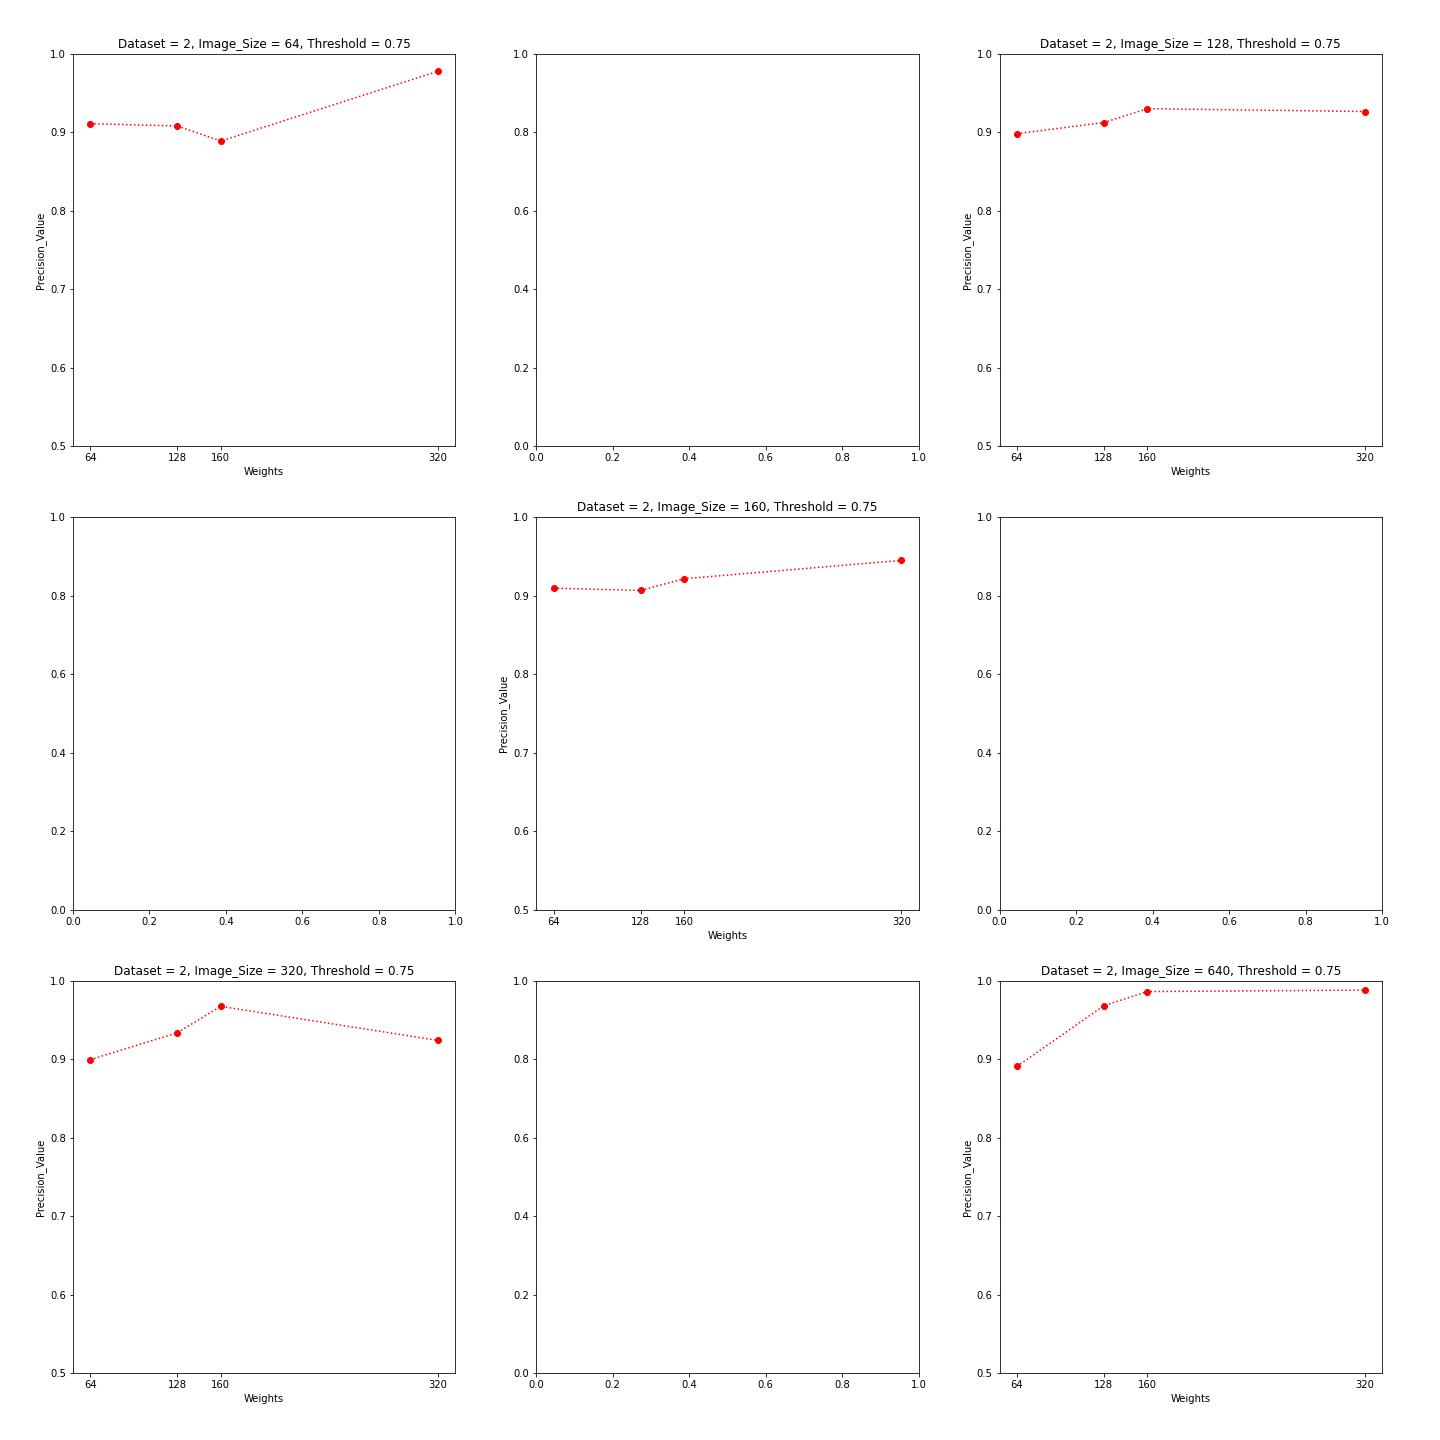 Dataset = 2, Image_Size = 64, Threshold = 0.75
1.0
0.9
0.8
0.7
0.6
0.5
Precision_Value
64 128 160 320
Weights
1.0
0.8
0.6
0.4
0.2
0.0
0.0 0.2 0.4 0.6 0.8 1.0
Dataset = 2, Image_Size = 128, Threshold = 0.75
1.0
0.9
0.8
0.7
0.6
0.5
Precision_Value
64 128 160 320
Weights
1.0
0.8
0.6
0.4
0.2
0.0
0.0 0.2 0.4 0.6 0.8 1.0
Dataset = 2, Image_Size = 160, Threshold = 0.75
1.0
0.9
0.8
0.7
0.6
0.5
Precision_Value
64 128 160 320
Weights
1.0
0.8
0.6
0.4
0.2
0.0
0.0 0.2 0.4 0.6 0.8 1.0
Dataset = 2, Image_Size = 320, Threshold = 0.75
1.0
0.9
0.8
0.7
0.6
0.5
Precision_Value
64 128 160 320
Weights
1.0
0.8
0.6
0.4
0.2
0.0
0.0 0.2 0.4 0.6 0.8 1.0
Dataset = 2, Image_Size = 640, Threshold = 0.75
1.0
0.9
0.8
0.7
0.6
0.5
Precision_Value
64 128 160 320
Weights